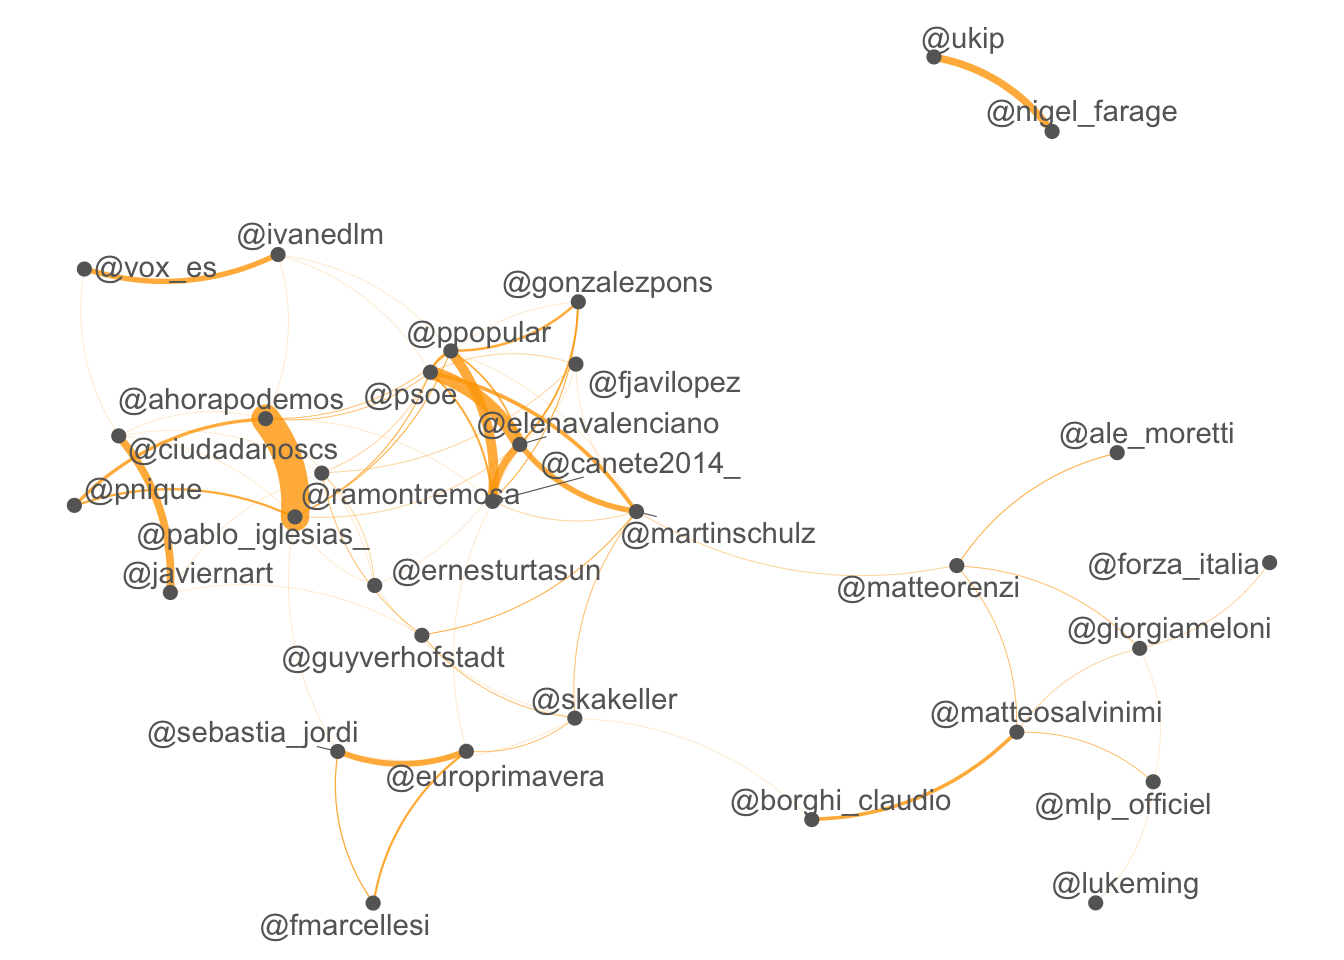 @ukip
@nigel_farage
@ivanedlm
@vox_es
@gonzalezpons
@ppopular
@fjavilopez
@psoe
@ahorapodemos
@elenavalenciano
@ale_moretti
@ciudadanoscs
@canete2014_
@pnique
@ramontremosa
@pablo_iglesias_
@martinschulz
@forza_italia
@javiernart
@ernesturtasun
@matteorenzi
@giorgiameloni
@guyverhofstadt
@skakeller
@matteosalvinimi
@sebastia_jordi
@europrimavera
@borghi_claudio
@mlp_officiel
@lukeming
@fmarcellesi